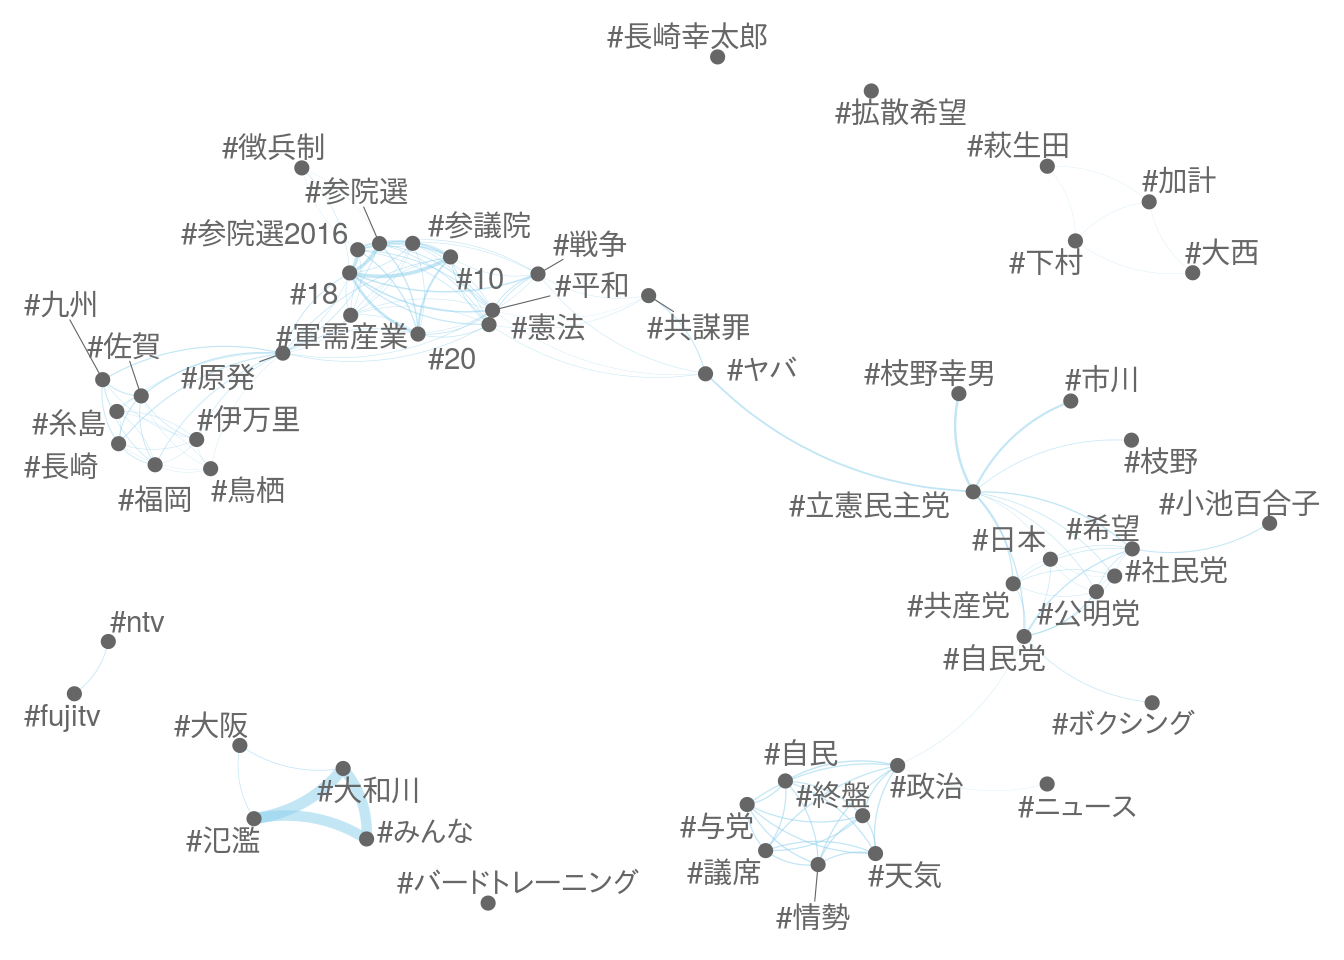 #長崎幸太郎
#拡散希望
#萩生田
#加計
#下村
#大西
#徴兵制
#参院選
#参院選2016
#参議院
#戦争
#10
#平和
#18
#憲法
#軍需産業
#20
#九州
#佐賀
#原発
#糸島
#伊万里
#長崎
#福岡
#鳥栖
#共謀罪
#ヤバ
#枝野幸男
#市川
#枝野
#立憲民主党
#小池百合子
#日本
#希望
#社民党
#共産党
#公明党
#自民党
#ボクシング
#ntv
#fujitv
#大阪
#大和川
#氾濫
#みんな
#バードトレーニング
#自民
#終盤
#政治
#ニュース
#与党
#議席
#天気
#情勢